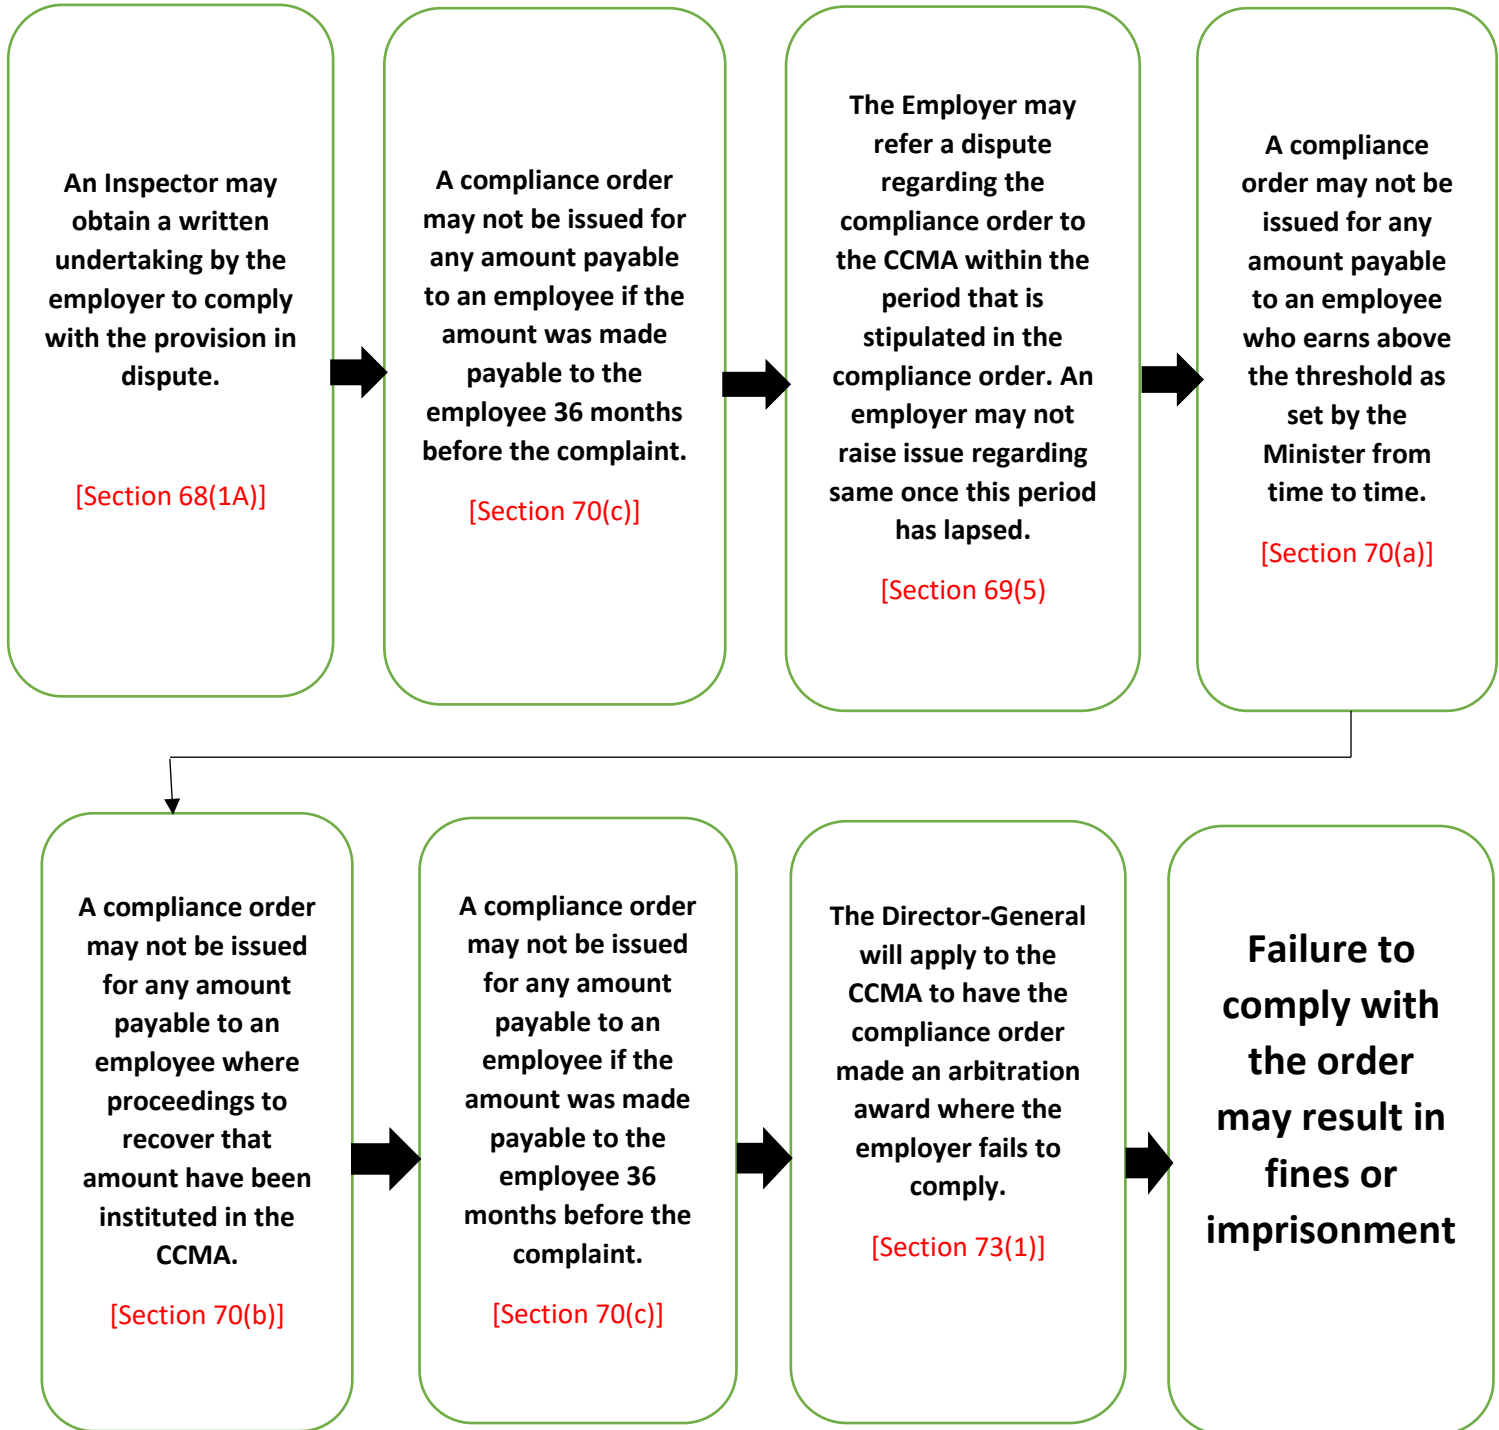 An Inspector may
obtain a written
undertaking by the
employer to comply
with the provision in
dispute.
[Section 68(1A)]
A compliance order
may not be issued for
any amount payable
to an employee if the
amount was made
payable to the
employee 36 months
before the complaint.
[Section 70(c)]
The Employer may
refer a dispute
regarding the
compliance order to
the CCMA within the
period that is
stipulated in the
compliance order. An
employer may not
raise issue regarding
same once this period
has lapsed.
[Section 69(5)
A compliance
order may not be
issued for any
amount payable
to an employee
who earns above
the threshold as
set by the
Minister from
time to time.
[Section 70(a)]
A compliance order
may not be issued
for any amount
payable to an
employee where
proceedings to
recover that
amount have been
instituted in the
CCMA.
[Section 70(b)]
A compliance order
may not be issued
for any amount
payable to an
employee if the
amount was made
payable to the
employee 36
months before the
complaint.
[Section 70(c)]
The Director-General
will apply to the
CCMA to have the
compliance order
made an arbitration
award where the
employer fails to
comply.
[Section 73(1)]
Failure to
comply with
the order
may result in
fines or
imprisonment